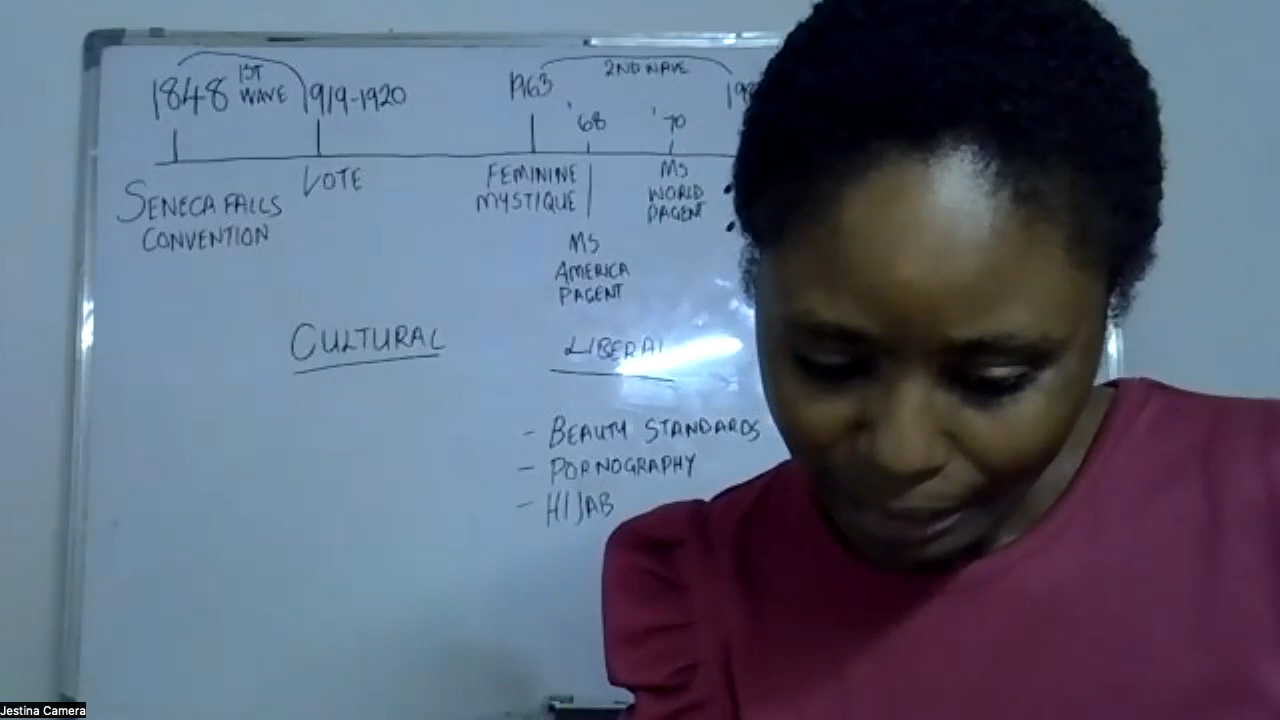 1848 1ST WAVE 1919-1920
1963 2ND WAVE
'68 '70
SENECA FALLS
CONVENTION
VOTE
FEMININE
MYSTIQUE
MS
AMERICA
PAGENT
MS
WORLD
PAGENT
CULTURAL
LIBERAL
- BEAUTY STANDARDS
- PORNOGRAPHY
- HIJAB
Jestina Camera